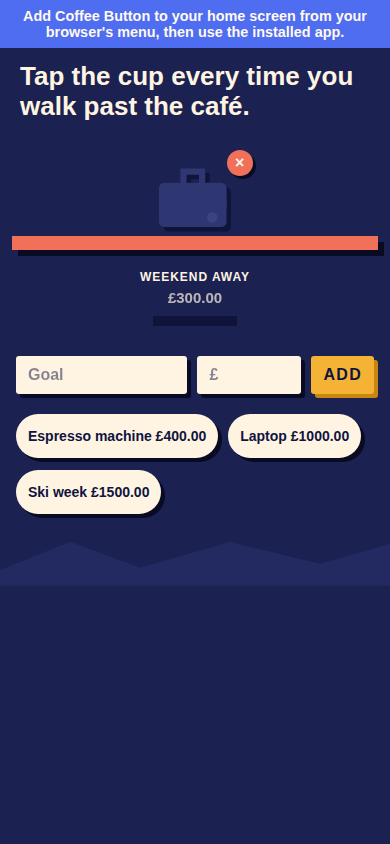 Add Coffee Button to your home screen from your
browser's menu, then use the installed app.
Tap the cup every time you
walk past the café.
×
WEEKEND AWAY
£300.00
Goal
£
ADD
Espresso machine £400.00
Laptop £1000.00
Ski week £1500.00